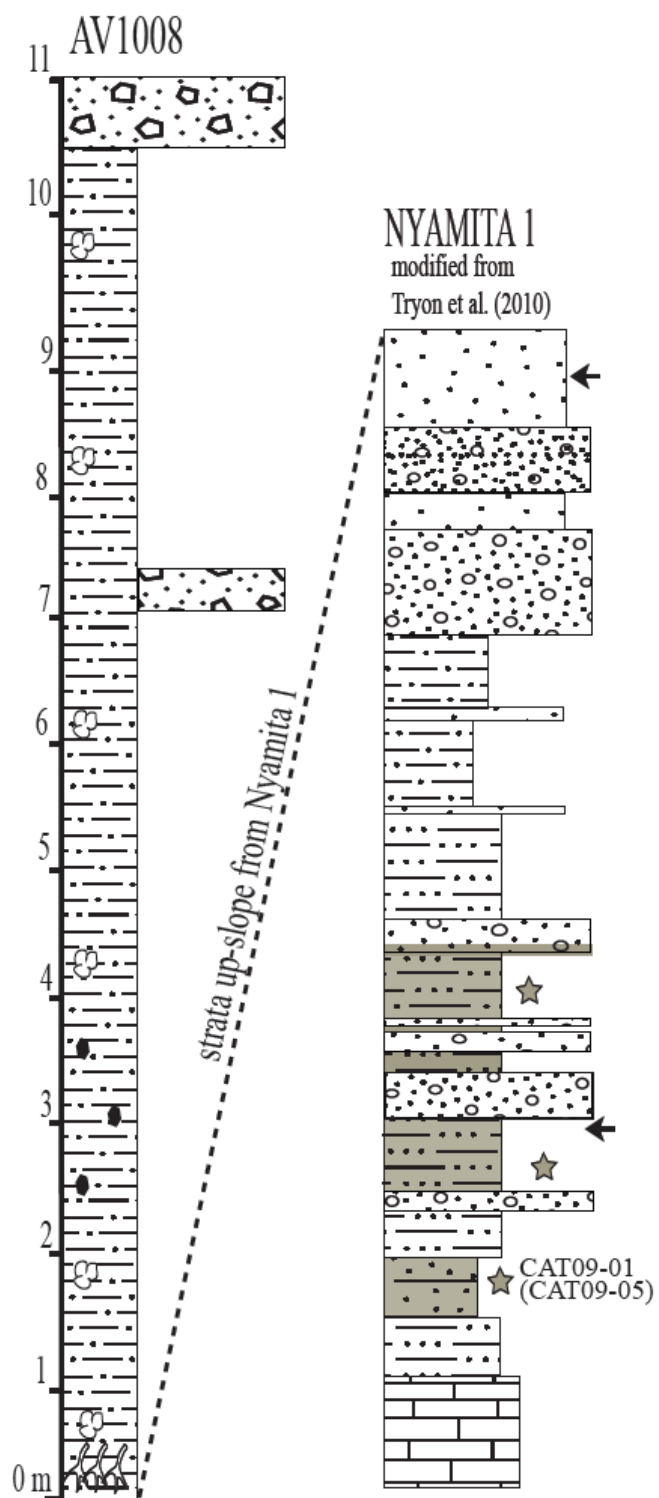 AV1008
11
10
9
8
7
6
5
4
3
2
1
0 m
strata up-slope from Nyamita 1
NYAMITA 1
modified from
Tryon et al. (2010)
CAT09-01
(CAT09-05)